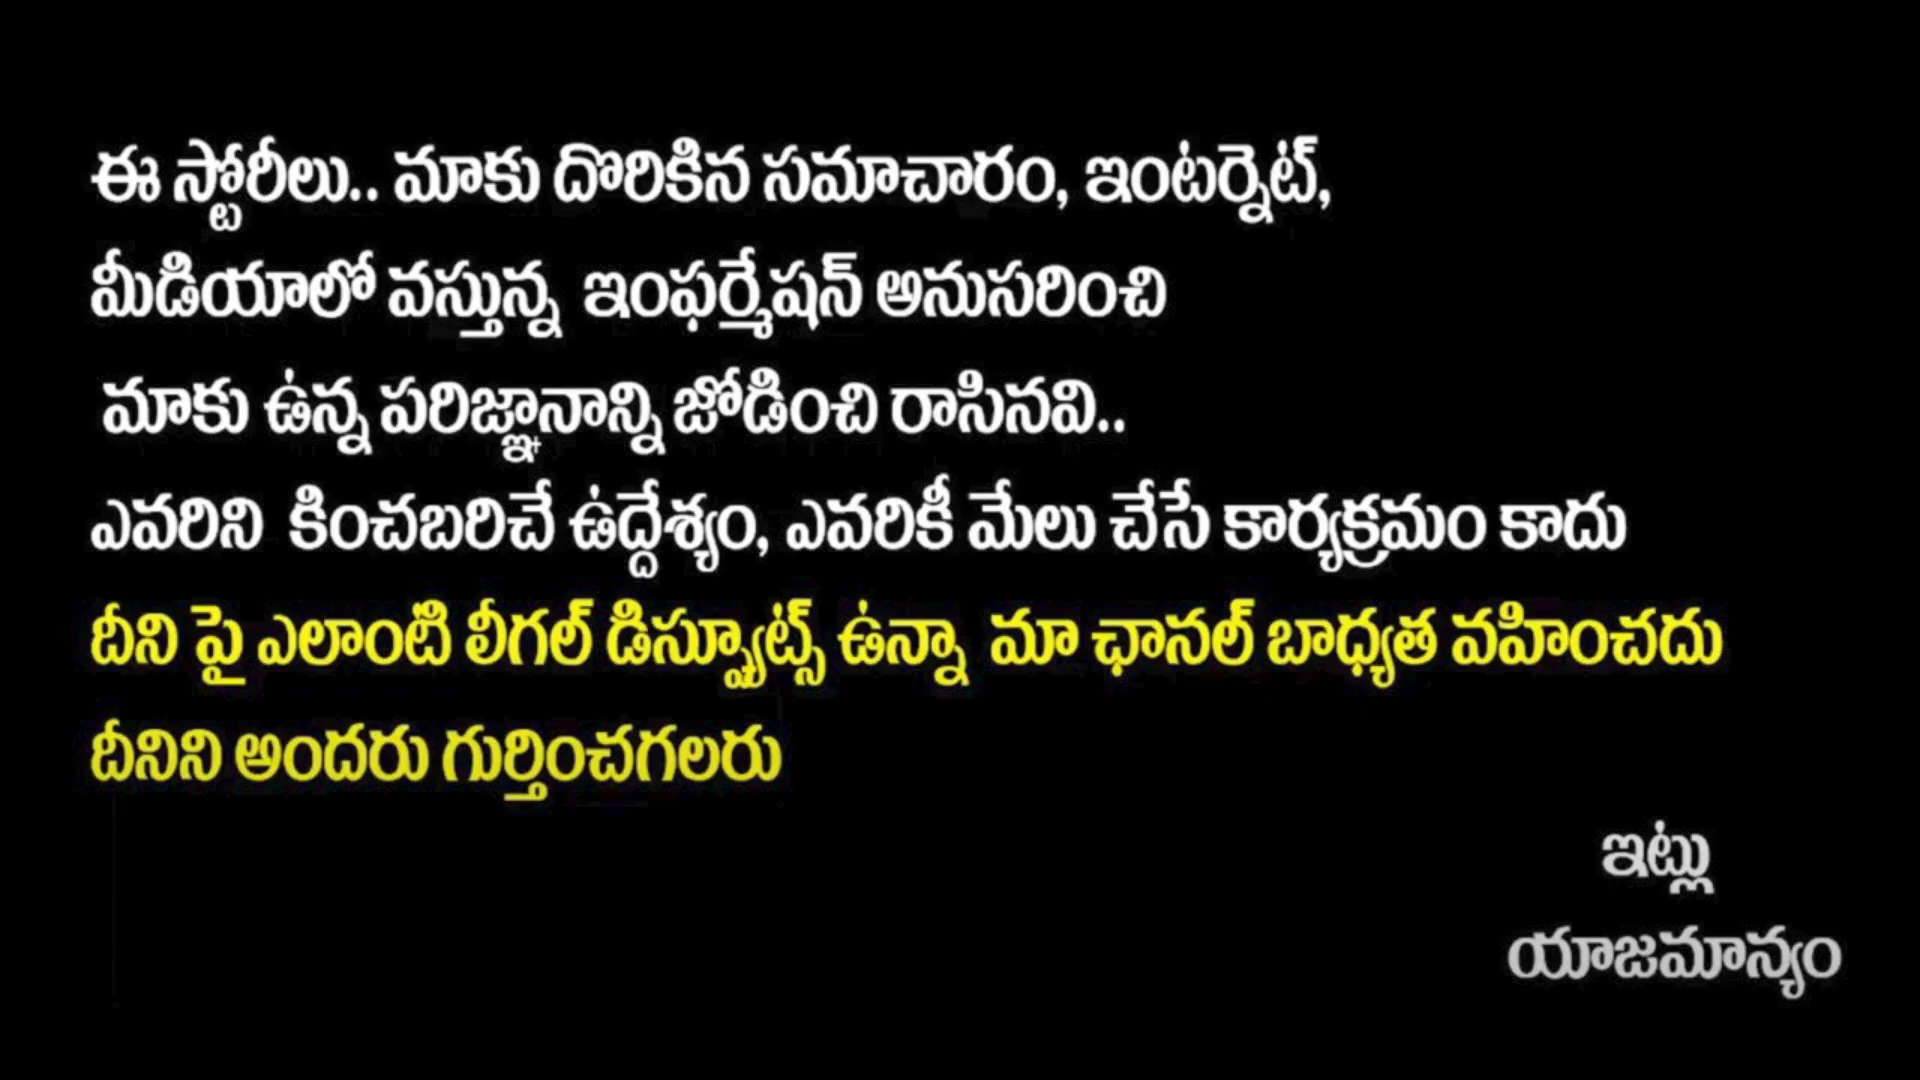 ఈ స్టోరీలు.. మాకు దొరికిన సమాచారం, ఇంటర్నెట్,
మీడియాలో వస్తున్న ఇంఫర్మేషన్ అనుసరించి
మాకు ఉన్న పరిజ్ఞానాన్ని జోడించి రాసినవి..
ఎవరిని కించబరిచే ఉద్దేశ్యం, ఎవరికీ మేలు చేసే కార్యక్రమం కాదు
దీని పై ఎలాంటి లీగల్ డిస్ప్యూట్స్ ఉన్నా మా ఛానల్ బాధ్యత వహించదు
దీనిని అందరు గుర్తించగలరు
ఇట్లు
యాజమాన్యం